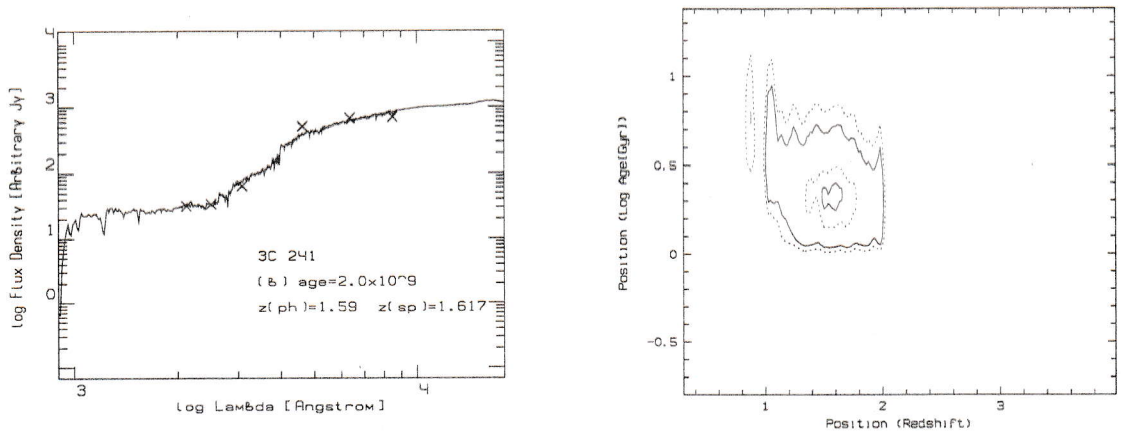 4
3
2
1
0
log Flux Density [Arbitrary Jy]
3C 241
(B) age=2.0x10^9
z(ph)=1.59 z(sp)=1.617
3
4
log Lambda [Angstrom]
1
0.5
0
-0.5
Position (Log Age[Gyr])
1
2
3
Position (Redshift)